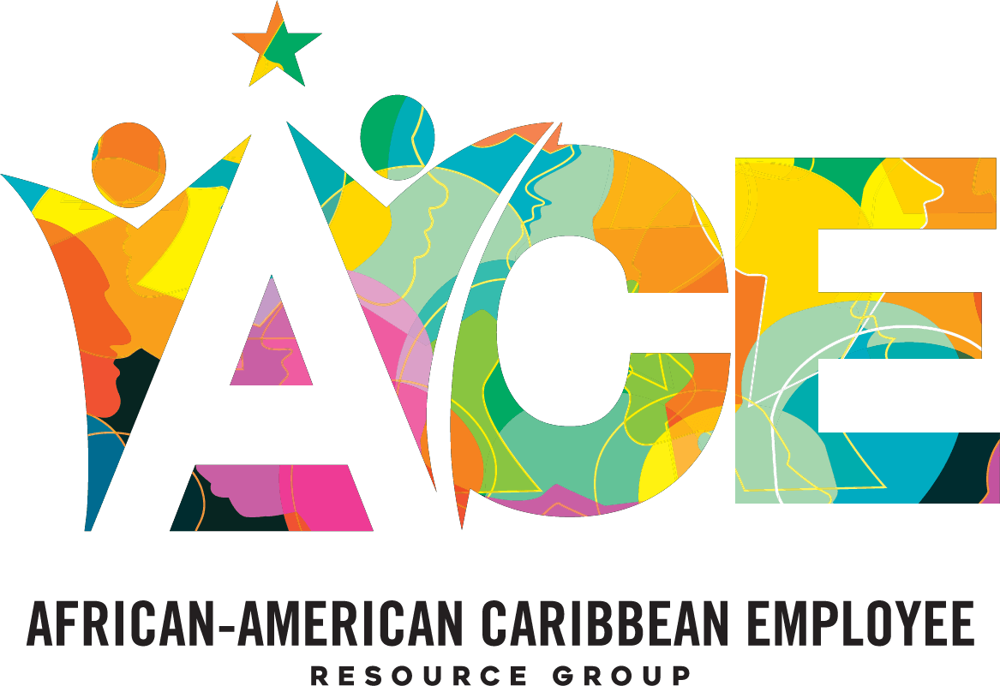 ACE
AFRICAN-AMERICAN CARIBBEAN EMPLOYEE
RESOURCE GROUP